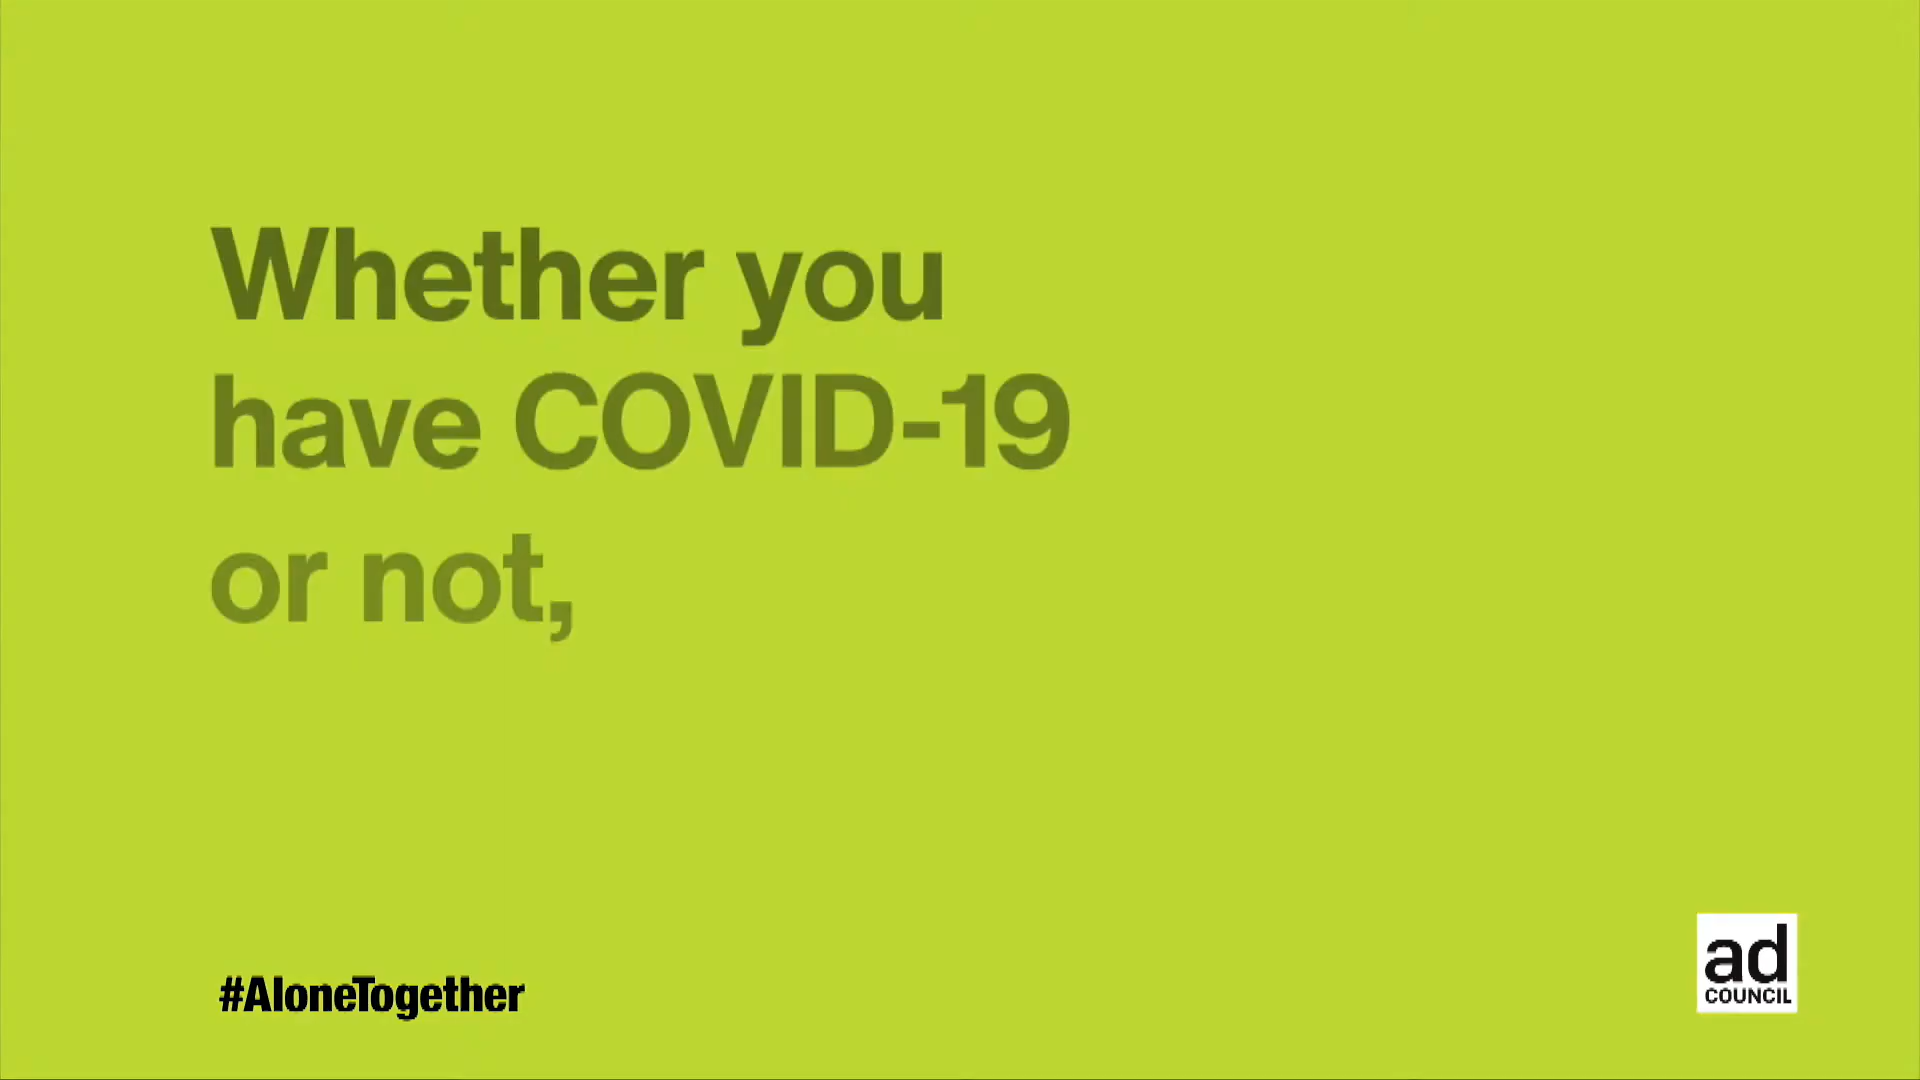 Whether you
have COVID-19
or not,
#AloneTogether
ad
COUNCIL